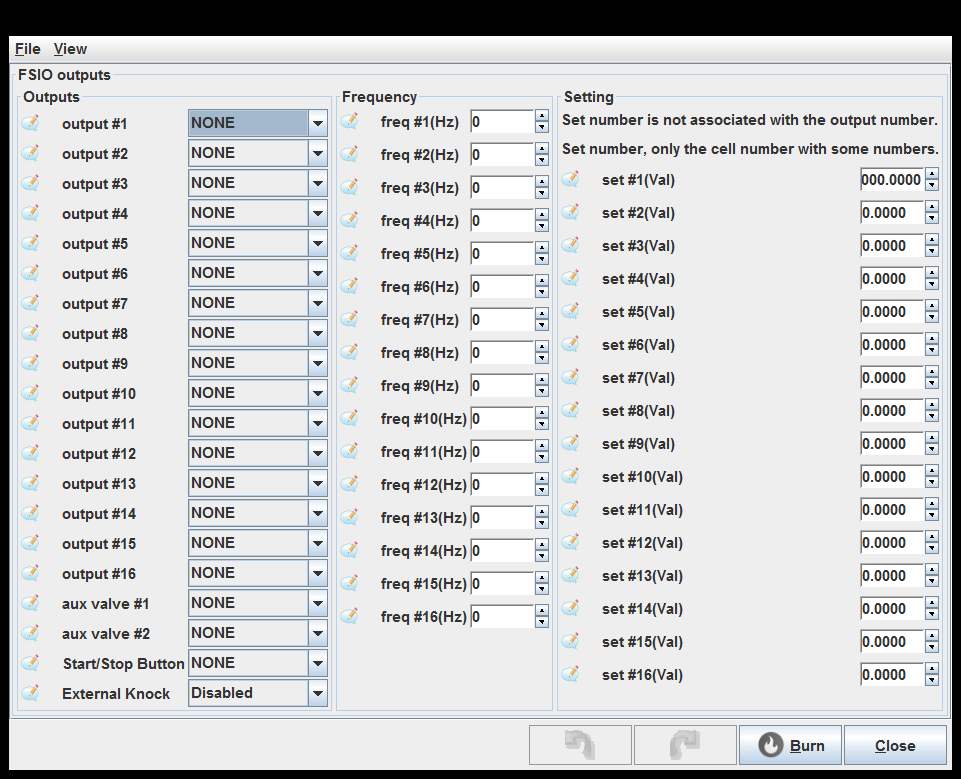 File View
FSIO outputs
Outputs
output #1 NONE
output #2 NONE
output #3 NONE
output #4 NONE
output #5 NONE
output #6 NONE
output #7 NONE
output #8 NONE
output #9 NONE
output #10 NONE
output #11 NONE
output #12 NONE
output #13 NONE
output #14 NONE
output #15 NONE
output #16 NONE
aux valve #1 NONE
aux valve #2 NONE
Start/Stop Button NONE
External Knock Disabled
Frequency
freq #1(Hz) 0
freq #2(Hz) 0
freq #3(Hz) 0
freq #4(Hz) 0
freq #5(Hz) 0
freq #6(Hz) 0
freq #7(Hz) 0
freq #8(Hz) 0
freq #9(Hz) 0
freq #10(Hz) 0
freq #11(Hz) 0
freq #12(Hz) 0
freq #13(Hz) 0
freq #14(Hz) 0
freq #15(Hz) 0
freq #16(Hz) 0
Setting
Set number is not associated with the output number.
Set number, only the cell number with some numbers.
set #1(Val) 000.0000
set #2(Val) 0.0000
set #3(Val) 0.0000
set #4(Val) 0.0000
set #5(Val) 0.0000
set #6(Val) 0.0000
set #7(Val) 0.0000
set #8(Val) 0.0000
set #9(Val) 0.0000
set #10(Val) 0.0000
set #11(Val) 0.0000
set #12(Val) 0.0000
set #13(Val) 0.0000
set #14(Val) 0.0000
set #15(Val) 0.0000
set #16(Val) 0.0000
Burn Close